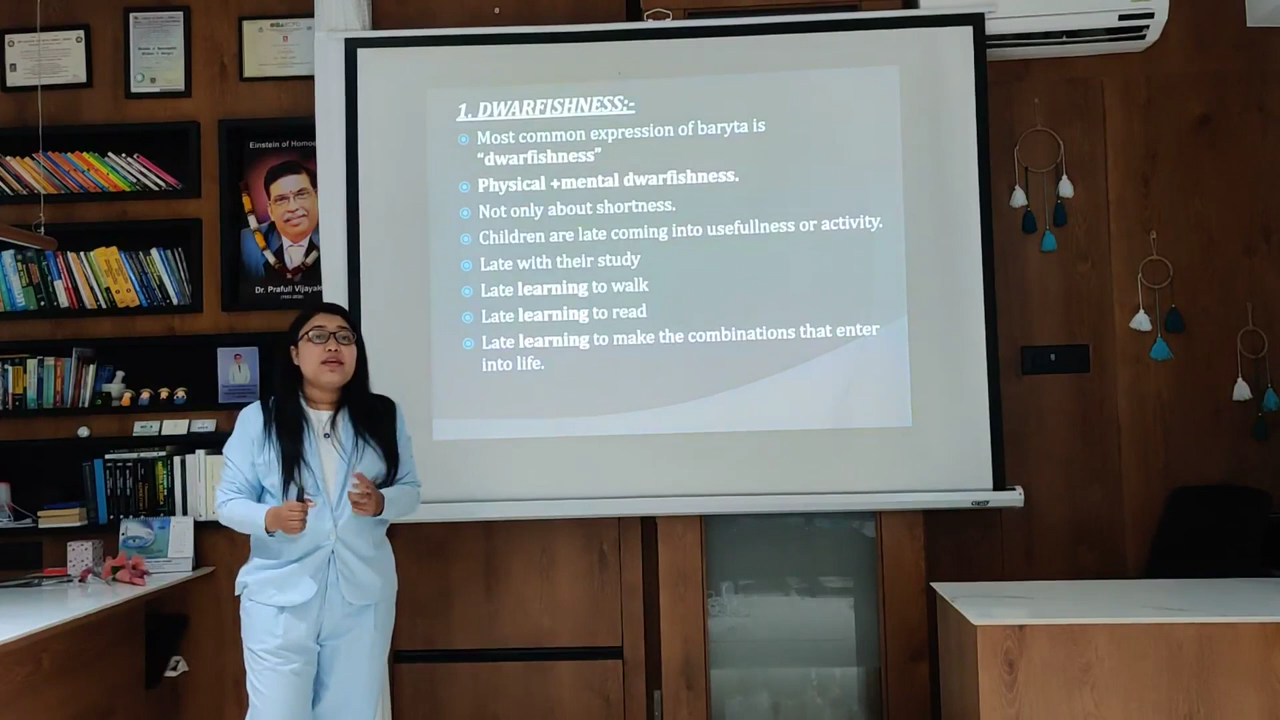 Einstein of Homoe
Dr. Prafull Vijayak
1. DWARFISHNESS:-
Most common expression of baryta is
“dwarfishness”
Physical +mental dwarfishness.
Not only about shortness.
Children are late coming into usefullness or activity.
Late with their study
Late learning to walk
Late learning to read
Late learning to make the combinations that enter
into life.